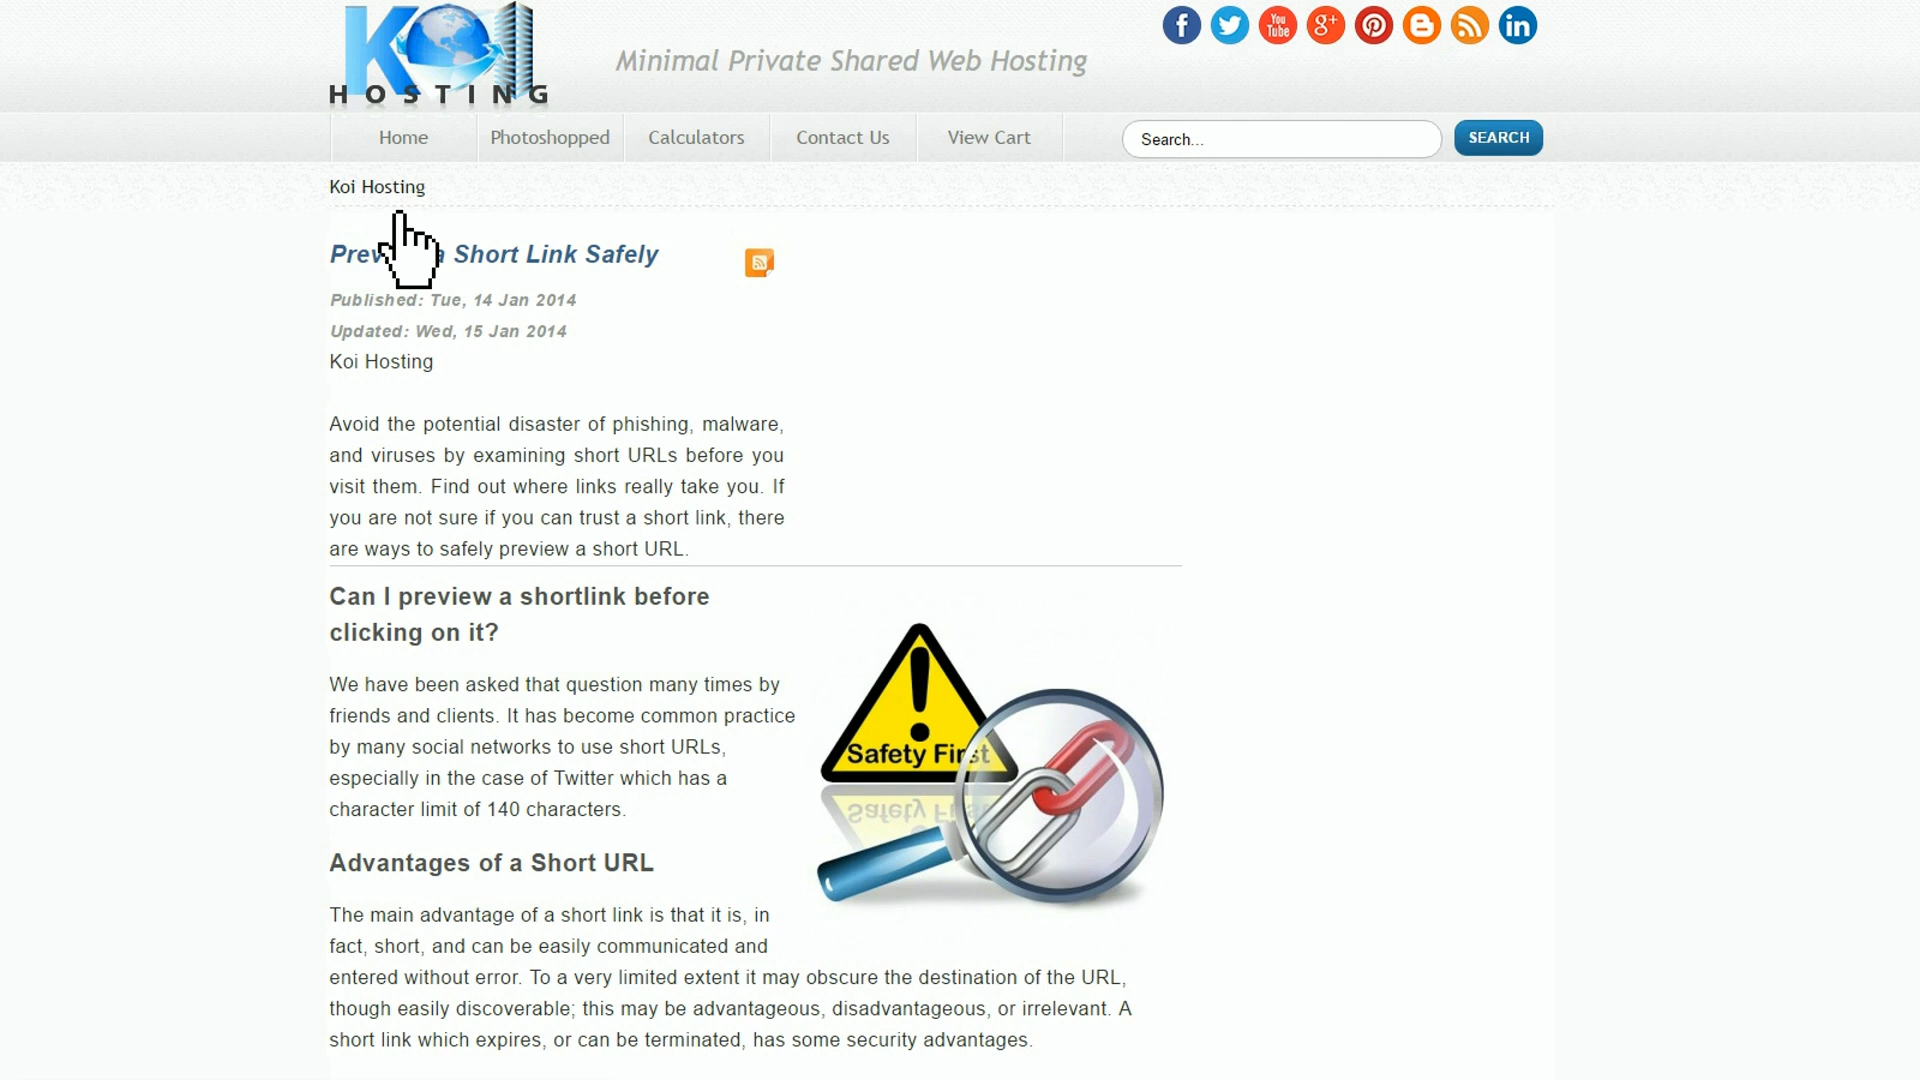 KOI
HOSTING
Minimal Private Shared Web Hosting
f
You
Tube
g+
in
Home
Photoshopped
Calculators
Contact Us
View Cart
Search...
SEARCH
Koi Hosting
a Short Link Safely
Published: Tue, 14 Jan 2014
Updated: Wed, 15 Jan 2014
Koi Hosting
Avoid the potential disaster of phishing, malware,
and viruses by examining short URLs before you
visit them. Find out where links really take you. If
you are not sure if you can trust a short link, there
are ways to safely preview a short URL.
Can I preview a shortlink before
clicking on it?
We have been asked that question many times by
friends and clients. It has become common practice
by many social networks to use short URLs,
especially in the case of Twitter which has a
character limit of 140 characters.
Safety First
Advantages of a Short URL
The main advantage of a short link is that it is, in
fact, short, and can be easily communicated and
entered without error. To a very limited extent it may obscure the destination of the URL,
though easily discoverable; this may be advantageous, disadvantageous, or irrelevant. A
short link which expires, or can be terminated, has some security advantages.